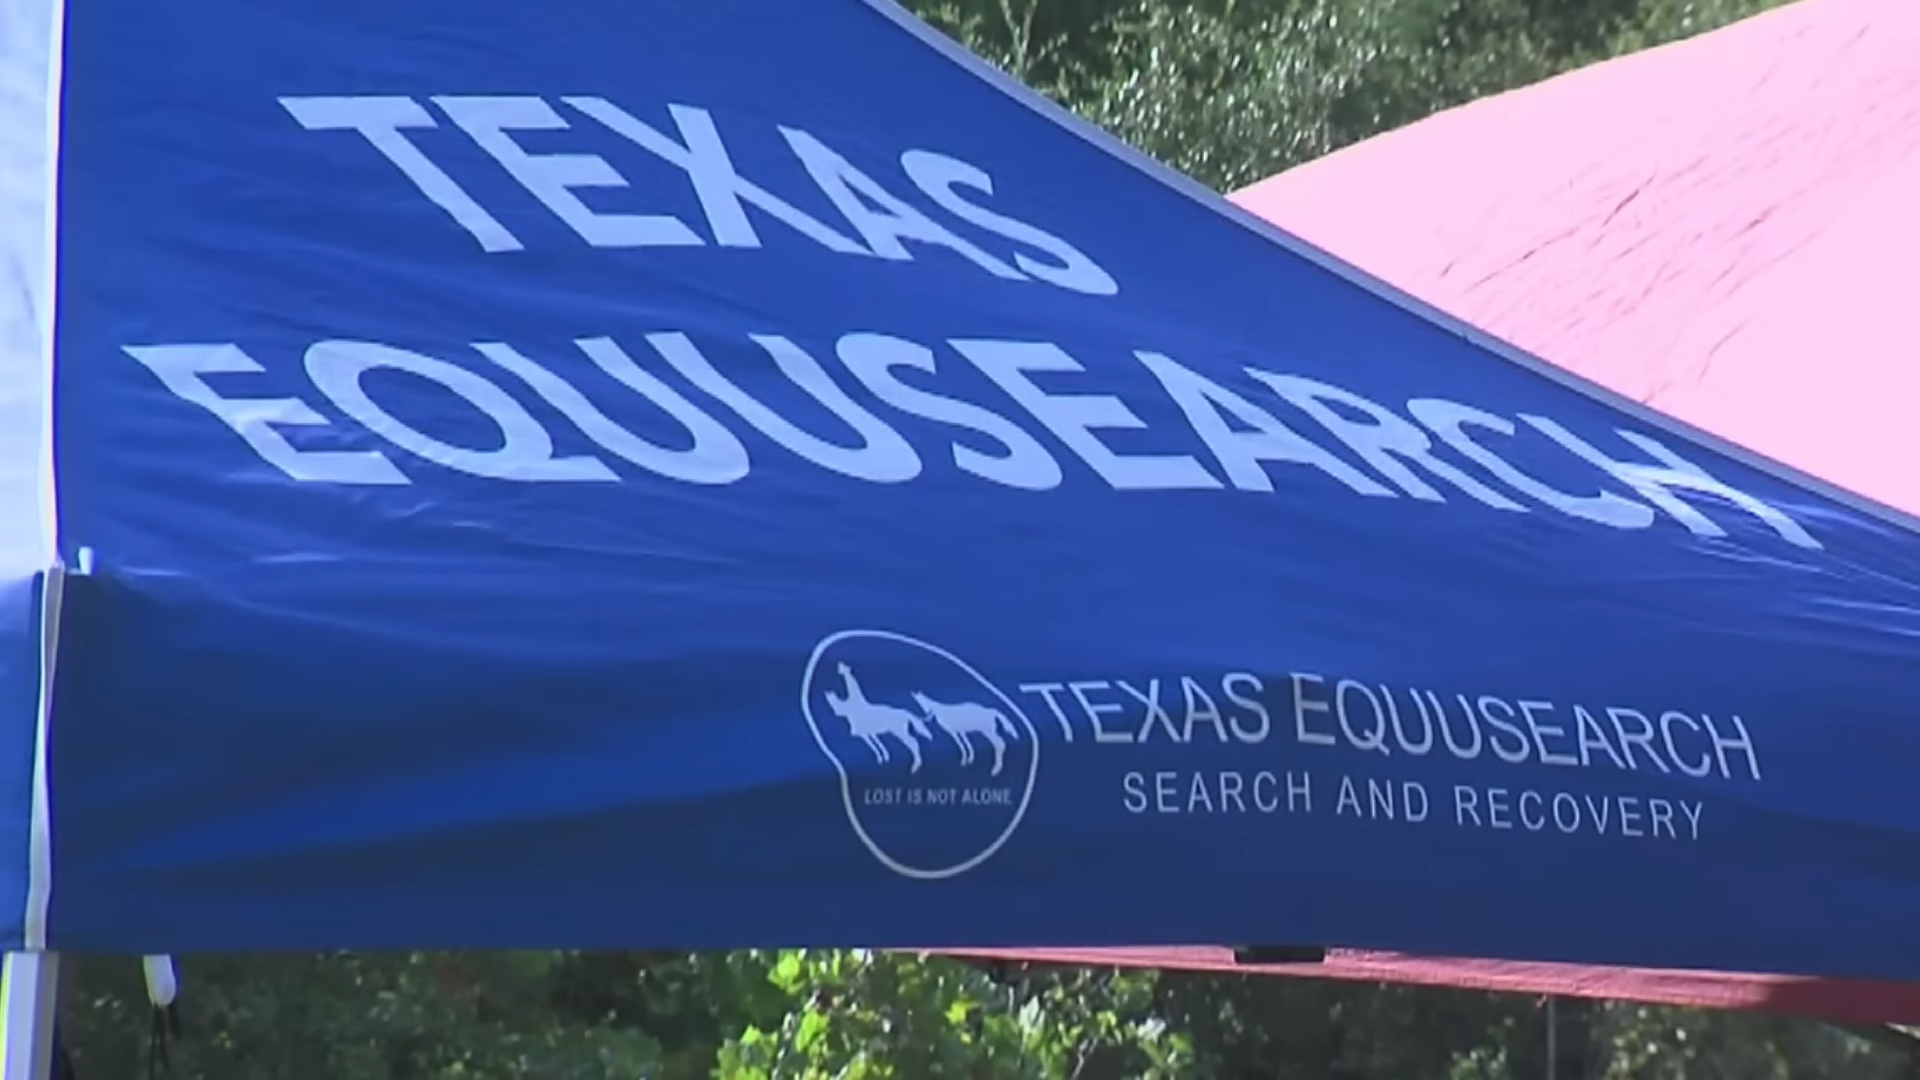 TEXAS
EQUUSEARCH
TEXAS EQUUSEARCH
SEARCH AND RECOVERY
LOST IS NOT ALONE